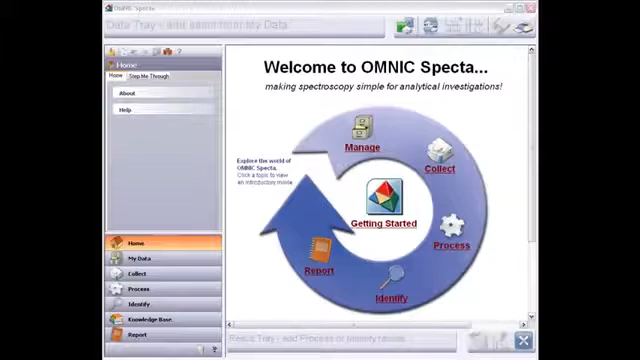 OMNIC Specta
Data Tray - add data from My Data
Home
Home
Step Me Through
About
Help
Home
My Data
Collect
Process
Identify
Knowledge Base
Report
Welcome to OMNIC Specta...
making spectroscopy simple for analytical investigations!
Explore the world of
OMNIC Specta.
Click a topic to view
an introductory movie.
Manage
Collect
Getting Started
Process
Report
Identify
Results Tray - add Process or Identify results